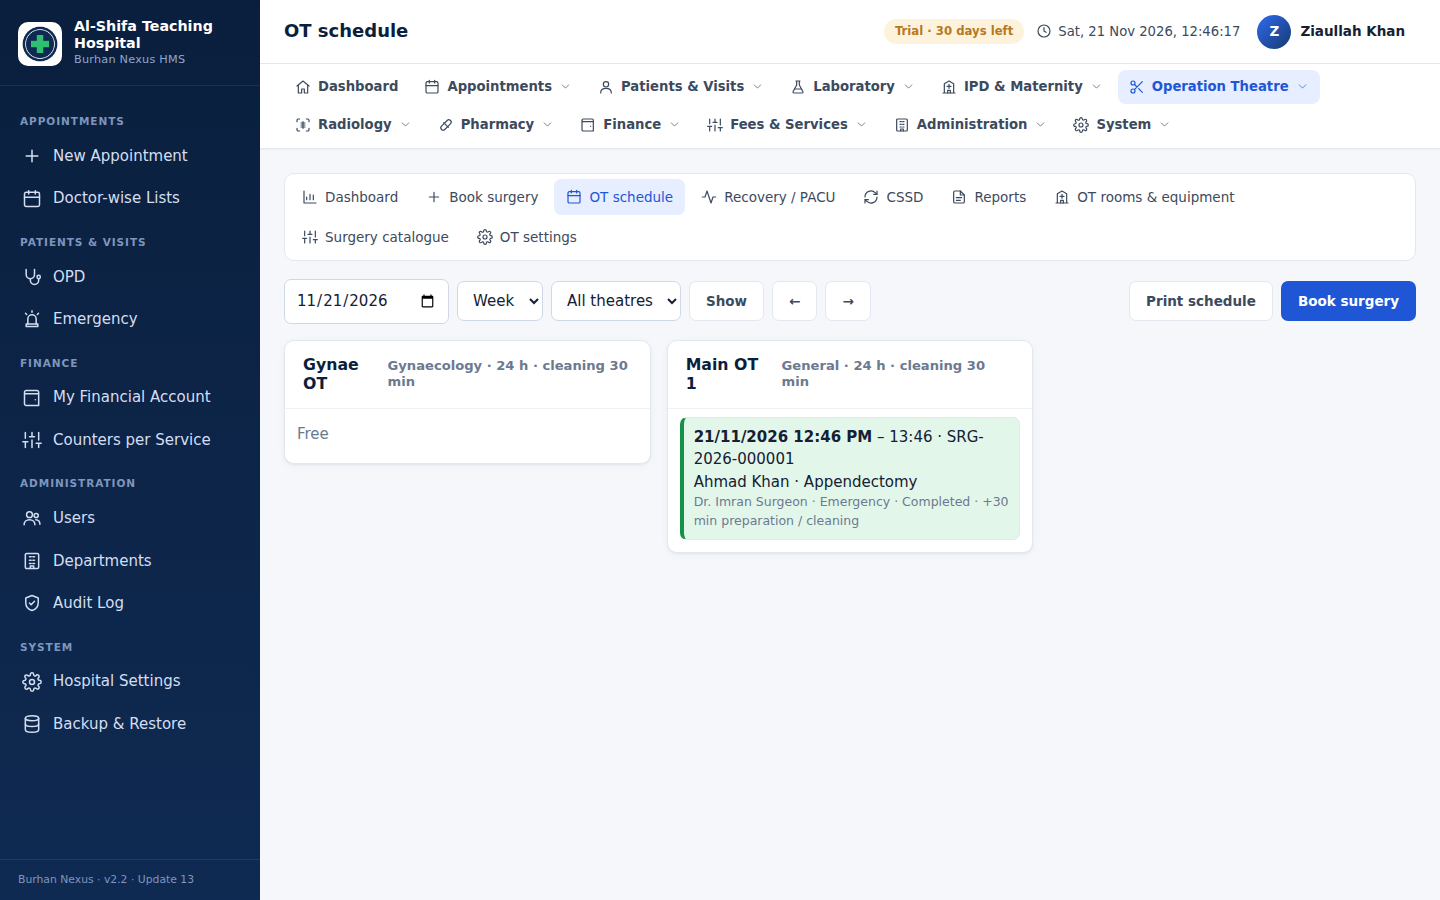 Al-Shifa Teaching
Hospital
Burhan Nexus HMS
OT schedule
Trial · 30 days left
Sat, 21 Nov 2026, 12:46:17
Z
Ziaullah Khan
Dashboard
Appointments
Patients & Visits
Laboratory
IPD & Maternity
Operation Theatre
Radiology
Pharmacy
Finance
Fees & Services
Administration
System
APPOINTMENTS
New Appointment
Doctor-wise Lists
PATIENTS & VISITS
OPD
Emergency
FINANCE
My Financial Account
Counters per Service
ADMINISTRATION
Users
Departments
Audit Log
SYSTEM
Hospital Settings
Backup & Restore
Burhan Nexus · v2.2 · Update 13
Dashboard
Book surgery
OT schedule
Recovery / PACU
CSSD
Reports
OT rooms & equipment
Surgery catalogue
OT settings
11/21/2026
Week
All theatres
Show
←
→
Print schedule
Book surgery
Gynae
OT
Gynaecology · 24 h · cleaning 30
min
Free
Main OT
1
General · 24 h · cleaning 30
min
21/11/2026 12:46 PM – 13:46 · SRG-
2026-000001
Ahmad Khan · Appendectomy
Dr. Imran Surgeon · Emergency · Completed · +30
min preparation / cleaning